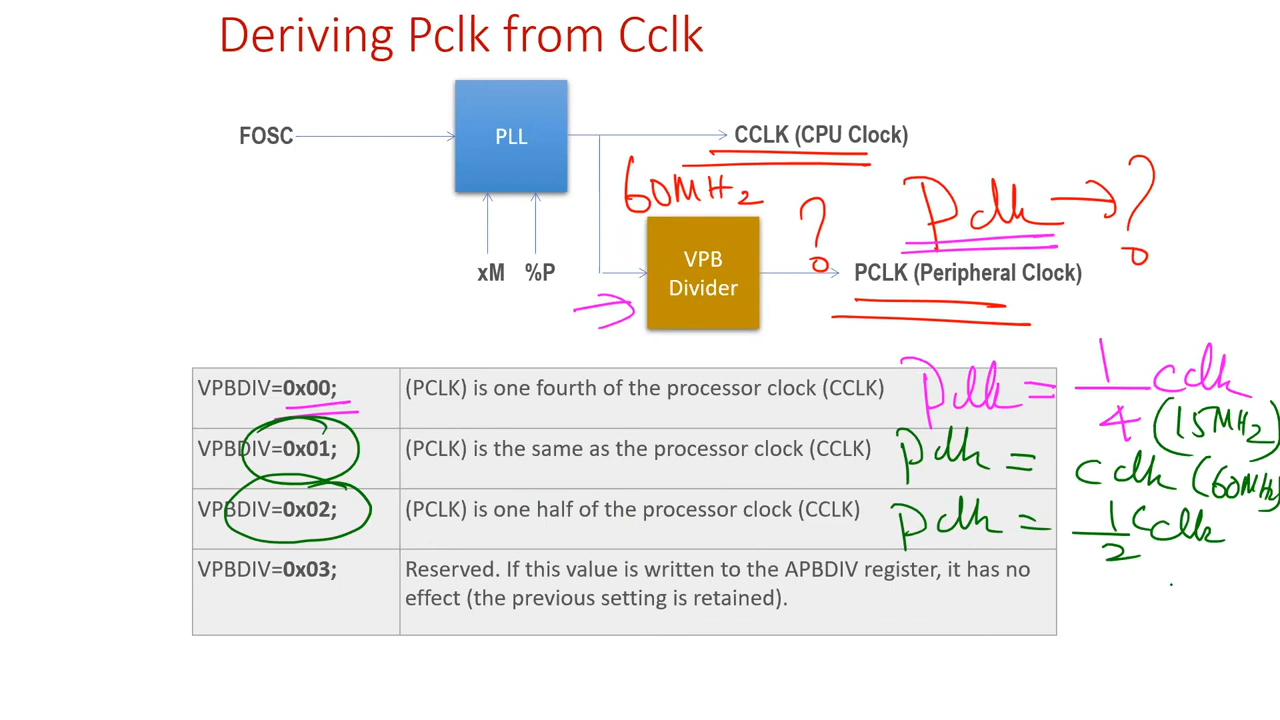 Deriving Pclk from Cclk
FOSC
PLL
CCLK (CPU Clock)
60MHz
Pclk → ?
?
VPB
Divider
xM %P
PCLK (Peripheral Clock)
VPBDIV=0x00; (PCLK) is one fourth of the processor clock (CCLK) Pclk = 1/4 cclk
(15MHz)
VPBDIV=0x01; (PCLK) is the same as the processor clock (CCLK) Pclk =
cclk (60MHz)
VPBDIV=0x02; (PCLK) is one half of the processor clock (CCLK) Pclk = 1/2 cclk
VPBDIV=0x03; Reserved. If this value is written to the APBDIV register, it has no
effect (the previous setting is retained).